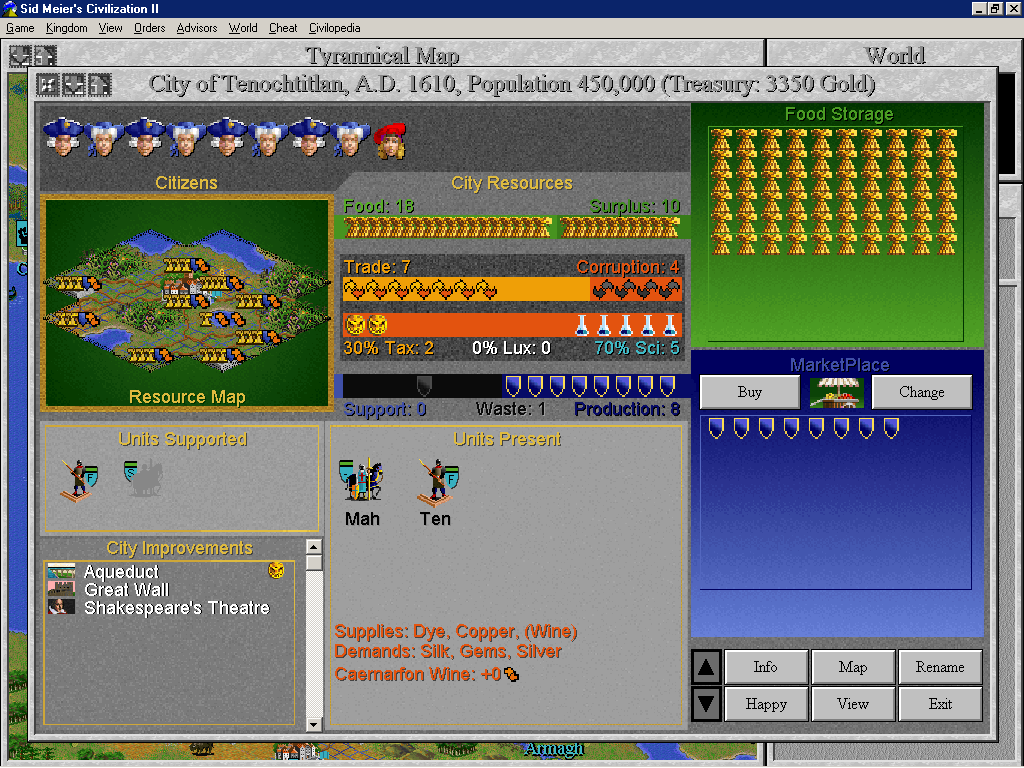 Sid Meier's Civilization II
Game Kingdom View Orders Advisors World Cheat Civilopedia
Tyrannical Map World
City of Tenochtitlan, A.D. 1610, Population 450,000 (Treasury: 3350 Gold)
Citizens
City Resources
Food: 18 Surplus: 10
Trade: 7 Corruption: 4
30% Tax: 2 0% Lux: 0 70% Sci: 5
Support: 0 Waste: 1 Production: 8
Resource Map
Food Storage
MarketPlace
Buy Change
Units Supported
F S
Units Present
F
Mah Ten
City Improvements
Aqueduct
Great Wall
Shakespeare's Theatre
Supplies: Dye, Copper, (Wine)
Demands: Silk, Gems, Silver
Caernarfon Wine: +0
Info Map Rename
Happy View Exit
Armagh